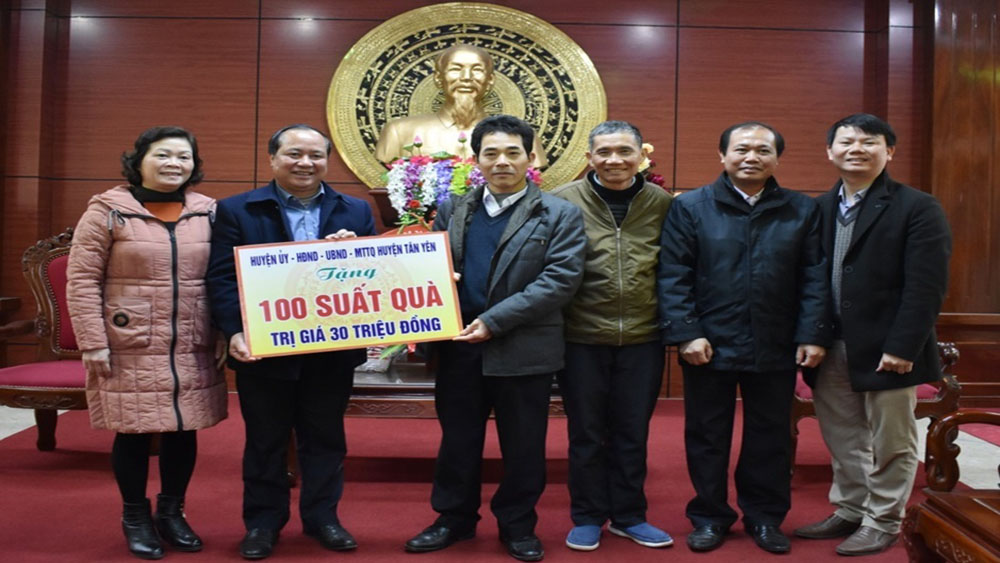 HUYỆN ỦY - HĐND - UBND - MTTQ HUYỆN TÂN YÊN
Tặng
100 SUẤT QUÀ
TRỊ GIÁ 30 TRIỆU ĐỒNG